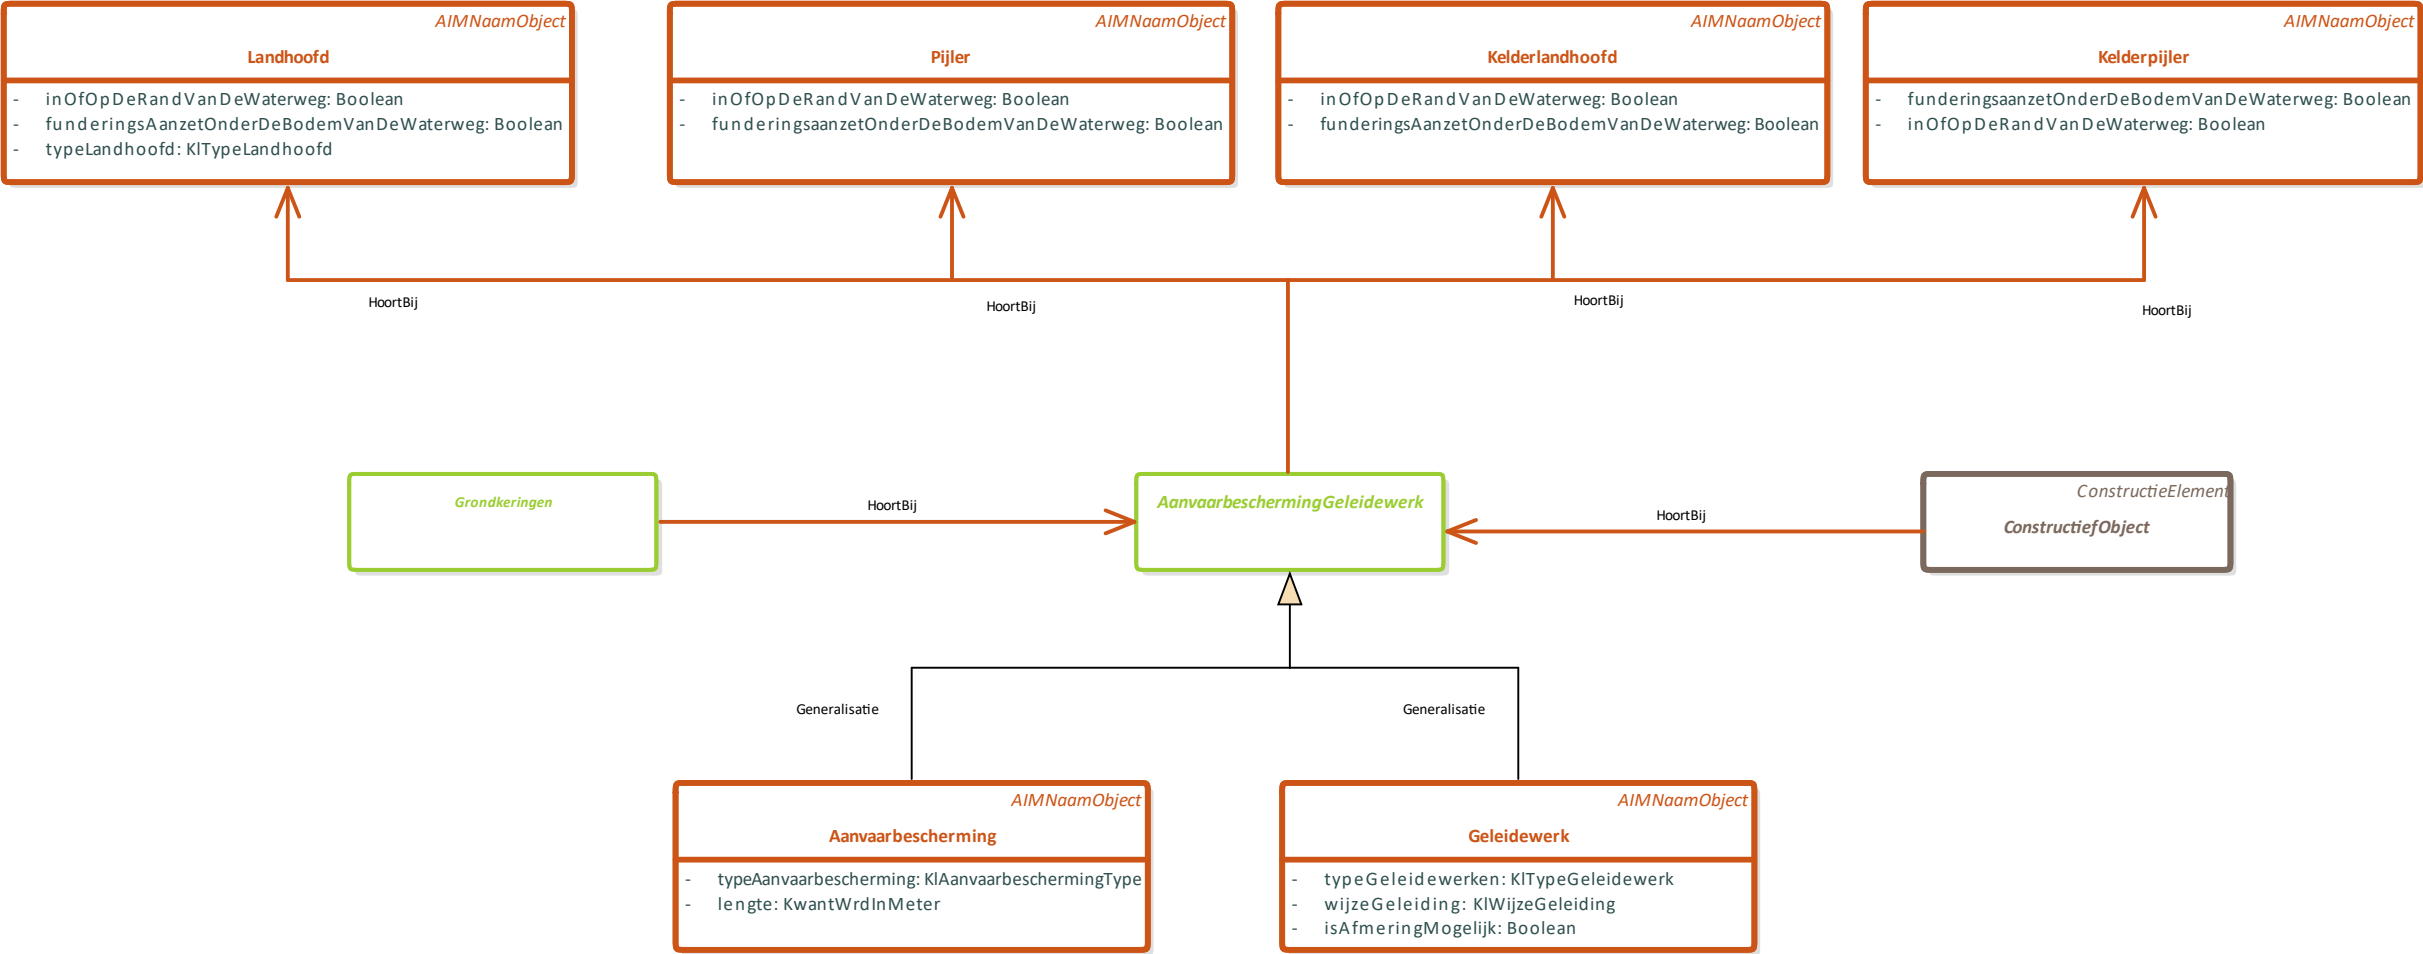 AIMNaamObject
Landhoofd
- inOfOpDeRandVanDeWaterweg: Boolean
- funderingsAanzetOnderDeBodemVanDeWaterweg: Boolean
- typeLandhoofd: KlTypeLandhoofd
AIMNaamObject
Pijler
- inOfOpDeRandVanDeWaterweg: Boolean
- funderingsaanzetOnderDeBodemVanDeWaterweg: Boolean
AIMNaamObject
Kelderlandhoofd
- inOfOpDeRandVanDeWaterweg: Boolean
- funderingsAanzetOnderDeBodemVanDeWaterweg: Boolean
AIMNaamObject
Kelderpijler
- funderingsaanzetOnderDeBodemVanDeWaterweg: Boolean
- inOfOpDeRandVanDeWaterweg: Boolean
HoortBij
HoortBij
HoortBij
HoortBij
Grondkeringen
HoortBij
AanvaarbeschermingGeleidewerk
HoortBij
ConstructieElement
ConstructiefObject
Generalisatie
Generalisatie
AIMNaamObject
Aanvaarbescherming
- typeAanvaarbescherming: KlAanvaarbeschermingType
- lengte: KwantWrdInMeter
AIMNaamObject
Geleidewerk
- typeGeleidewerken: KlTypeGeleidewerk
- wijzeGeleiding: KlWijzeGeleiding
- isAfmeringMogelijk: Boolean